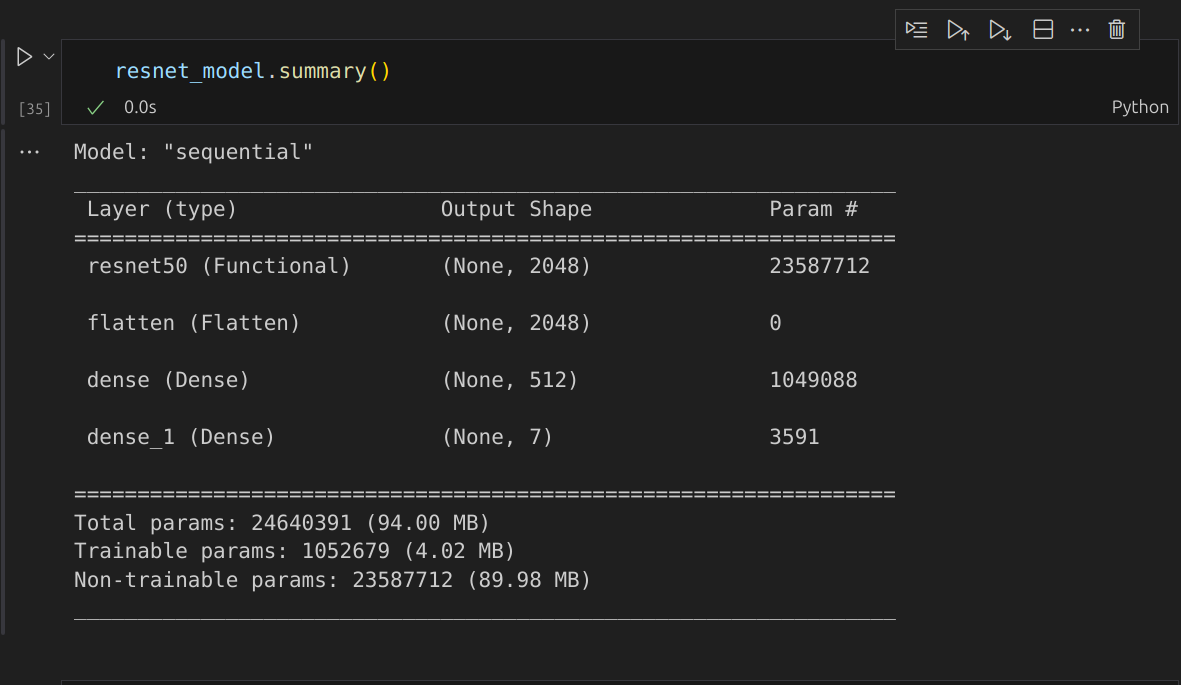 resnet_model.summary()
[35]
0.0s
Python
Model: "sequential"
_________________________________________________________________
Layer (type) Output Shape Param #
=================================================================
resnet50 (Functional) (None, 2048) 23587712
flatten (Flatten) (None, 2048) 0
dense (Dense) (None, 512) 1049088
dense_1 (Dense) (None, 7) 3591
=================================================================
Total params: 24640391 (94.00 MB)
Trainable params: 1052679 (4.02 MB)
Non-trainable params: 23587712 (89.98 MB)
_________________________________________________________________